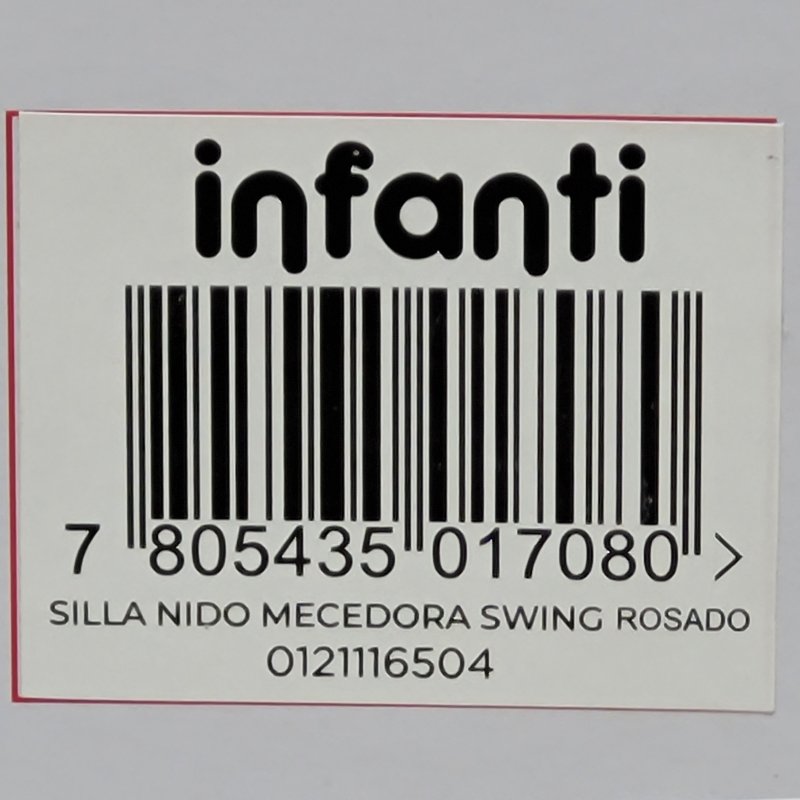 infanti
7 805435 017080 >
SILLA NIDO MECEDORA SWING ROSADO
0121116504